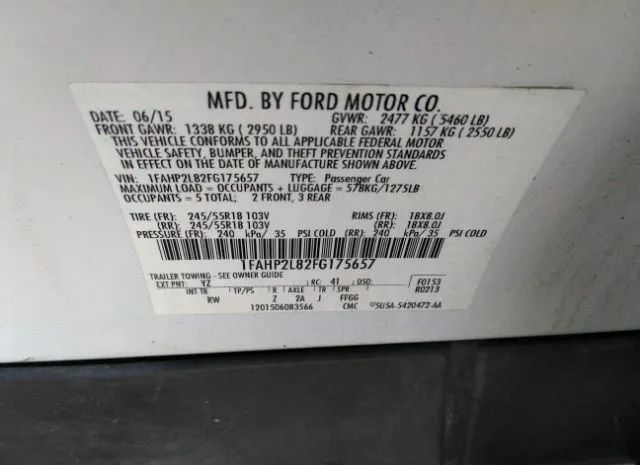 MFD. BY FORD MOTOR CO.
DATE: 06/15 GVWR: 2477 KG ( 5460 LB)
FRONT GAWR: 1338 KG ( 2950 LB) REAR GAWR: 1157 KG ( 2550 LB)
THIS VEHICLE CONFORMS TO ALL APPLICABLE FEDERAL MOTOR
VEHICLE SAFETY, BUMPER, AND THEFT PREVENTION STANDARDS
IN EFFECT ON THE DATE OF MANUFACTURE SHOWN ABOVE.
VIN: 1FAHP2L82FG175657 TYPE: Passenger Car
MAXIMUM LOAD = OCCUPANTS + LUGGAGE = 578KG/1275LB
OCCUPANTS = 5 TOTAL; 2 FRONT, 3 REAR
TIRE (FR): 245/55R18 103V RIMS (FR): 18X8.0J
(RR): 245/55R18 103V (RR): 18X8.0J
PRESSURE (FR): 240 kPa/ 35 PSI COLD (RR): 240 kPa/ 35 PSI COLD
1FAHP2L82FG175657
TRAILER TOWING - SEE OWNER GUIDE
EXT PNT: YZ RC: 41 DSO: F0153
INT TR TP/PS R AXLE TR SPR R0213
RW Z 2A J FFGG
1201506083566 CMC 5U5A-5420472-AA